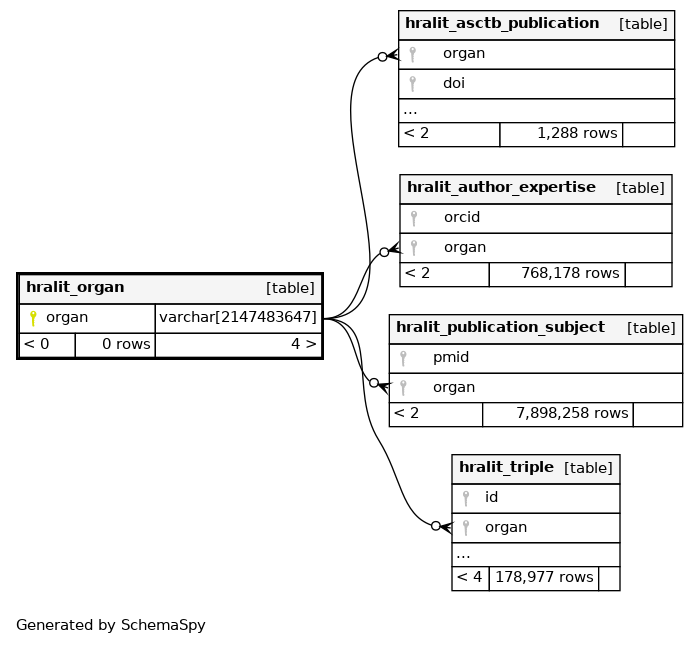 hralit_asctb_publication [table]
organ
doi
...
< 2 1,288 rows
hralit_author_expertise [table]
orcid
organ
< 2 768,178 rows
hralit_organ [table]
organ varchar[2147483647]
< 0 0 rows 4 >
hralit_publication_subject [table]
pmid
organ
< 2 7,898,258 rows
hralit_triple [table]
id
organ
...
< 4 178,977 rows
Generated by SchemaSpy